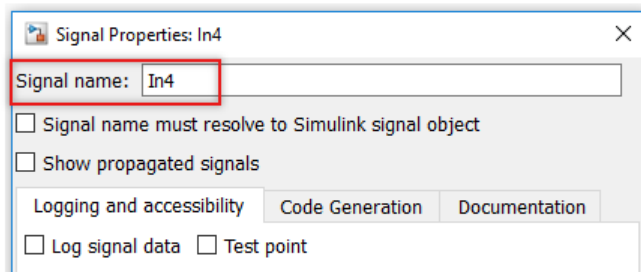 Signal Properties: In4
Signal name: In4
Signal name must resolve to Simulink signal object
Show propagated signals
Logging and accessibility Code Generation Documentation
Log signal data Test point